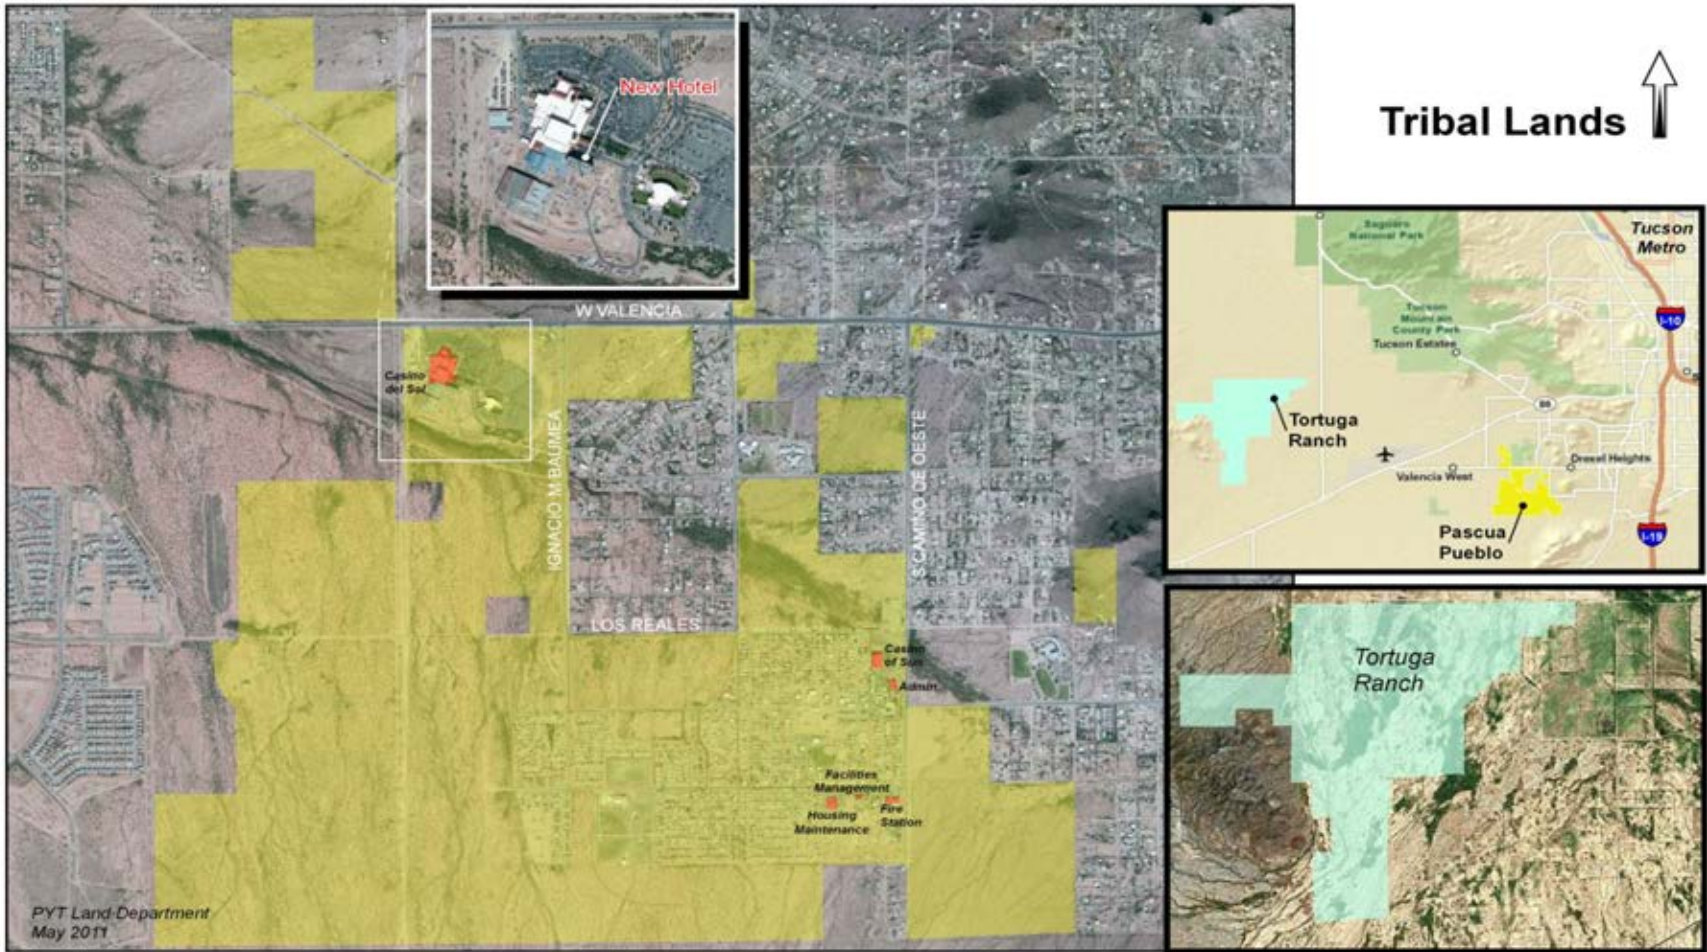 Tribal Lands
New Hotel
W VALENCIA
Casino
del Sol
IGNACIO M BAUMEA
S CAMINO DE OESTE
LOS REALES
Casino
of Sun
Admin.
Facilities
Management
Housing
Maintenance
Fire
Station
PYT Land Department
May 2011
Saguaro
National Park
Tucson
Metro
Tucson
Mountain
County Park
Tucson Estates
I-10
86
Tortuga
Ranch
Valencia West
Drexel Heights
Pascua
Pueblo
I-19
Tortuga
Ranch